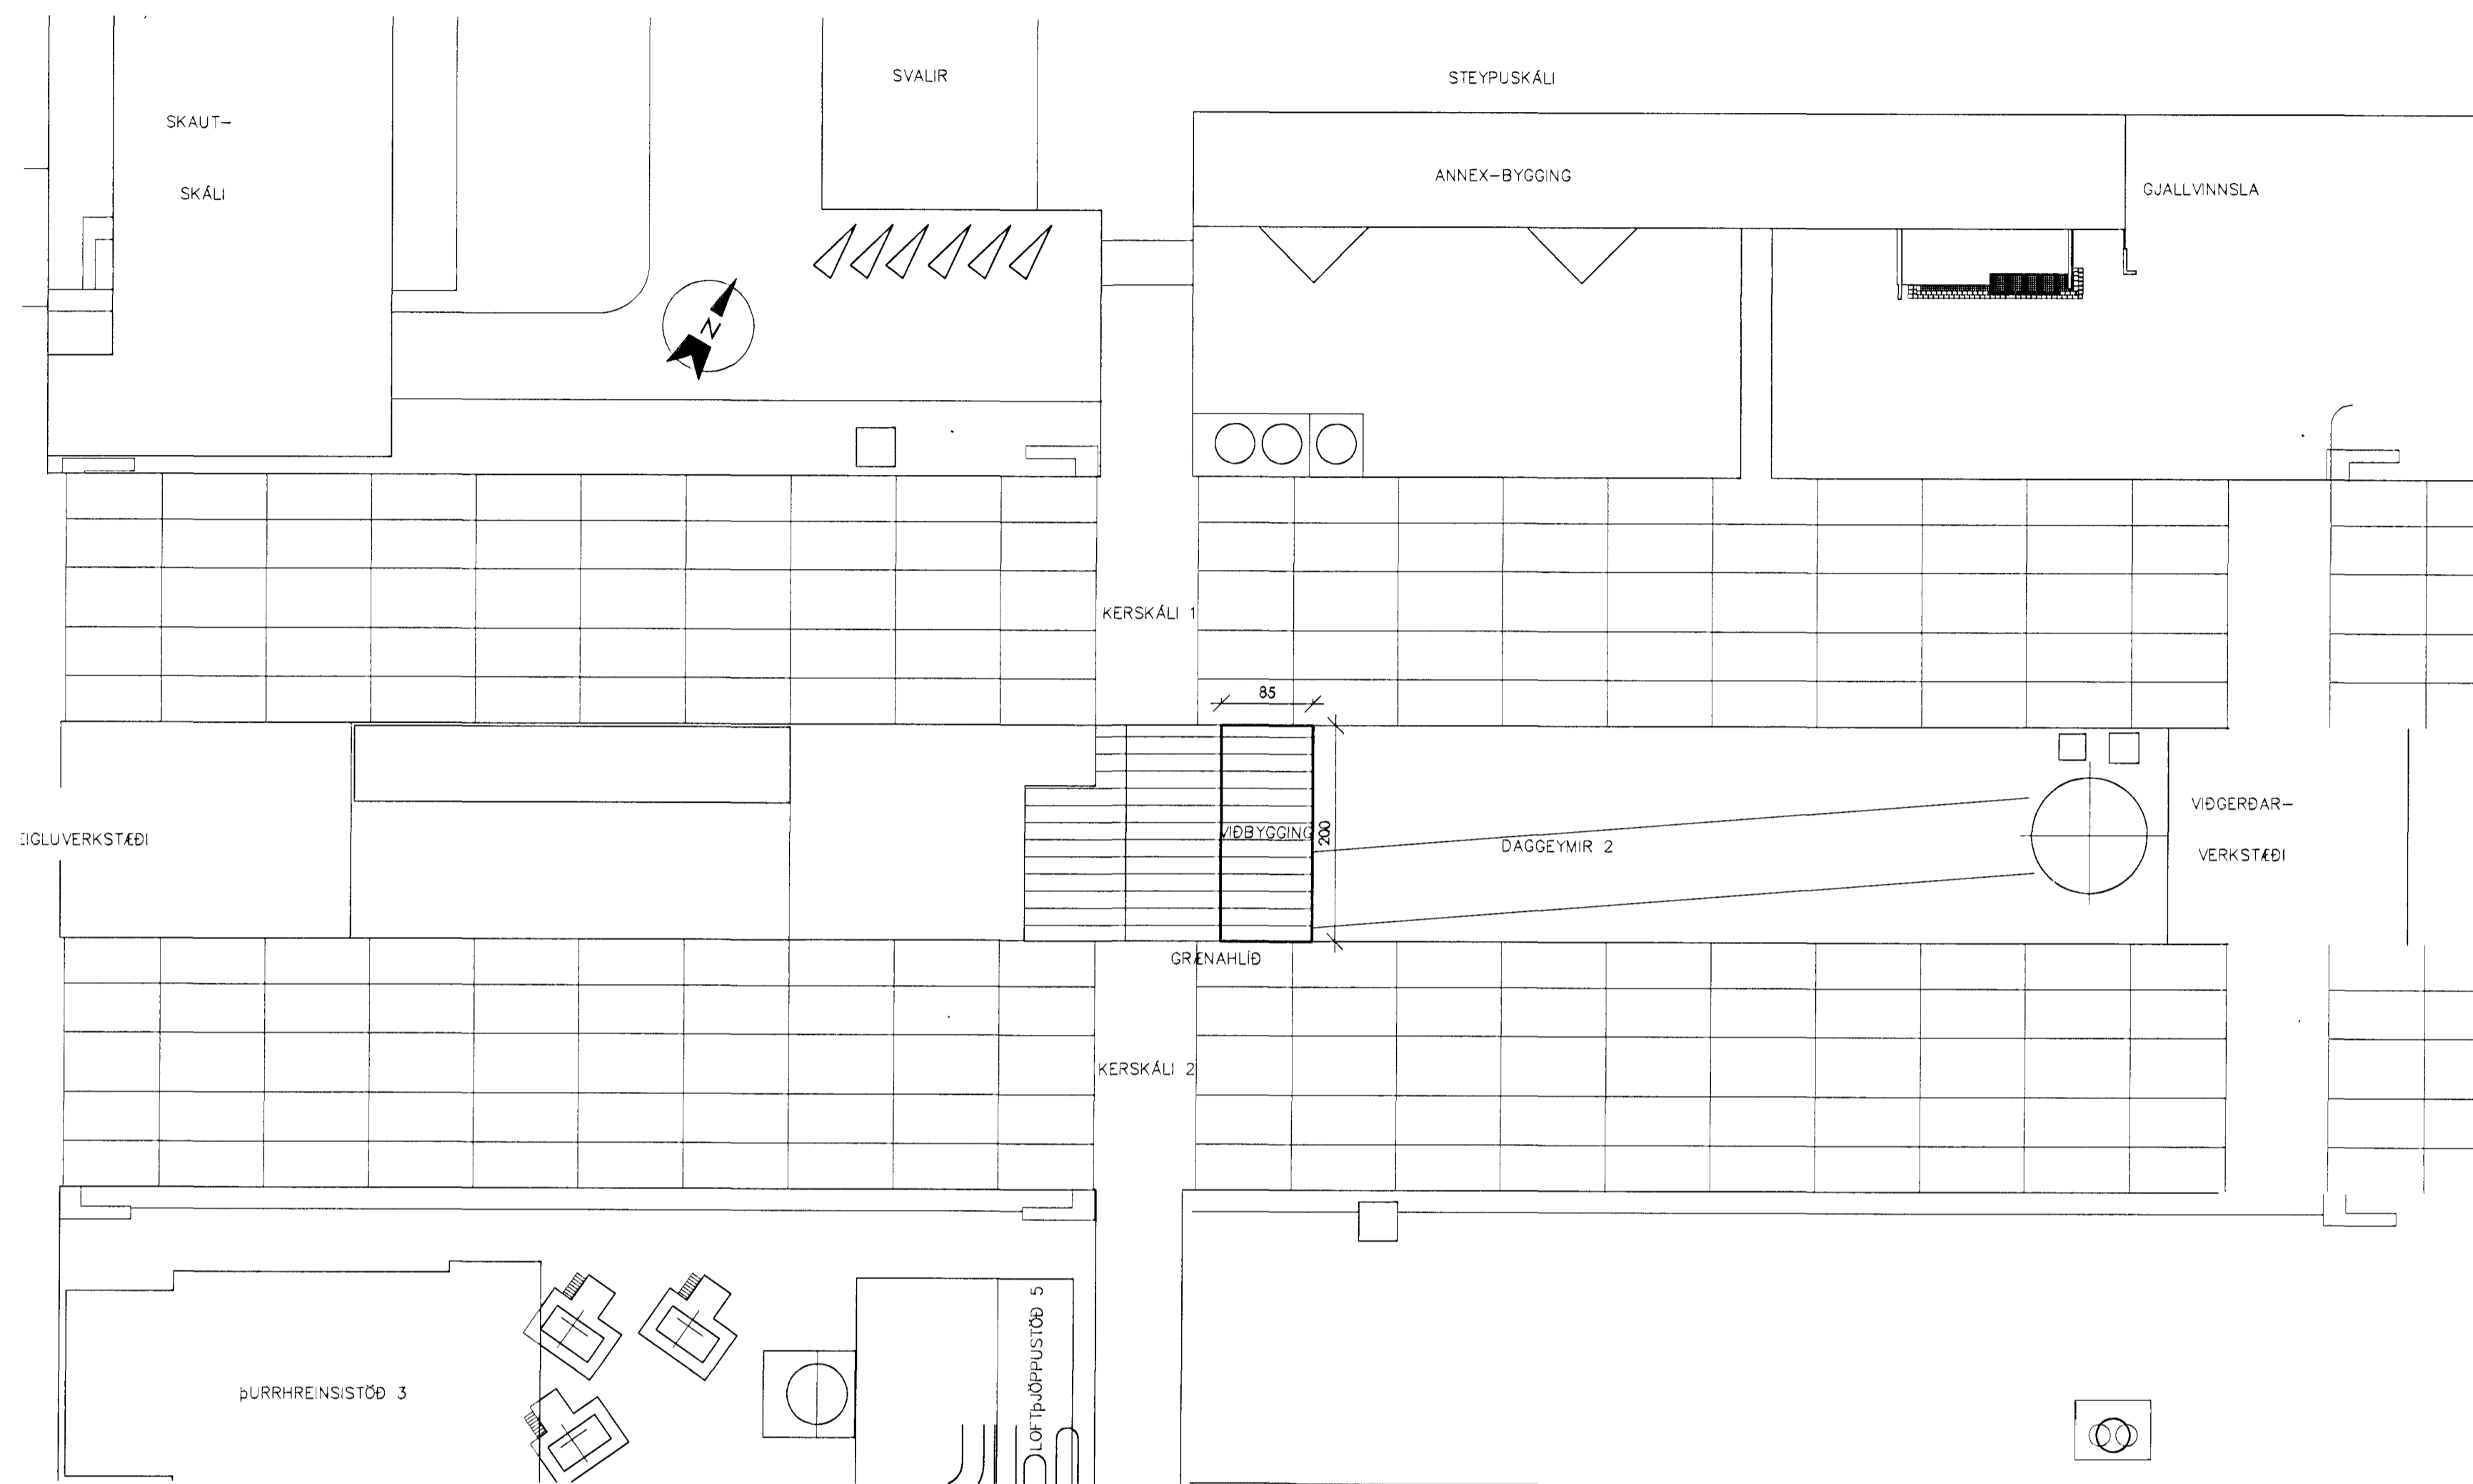 SVALIR
STEYPUSKÁLI
SKAUT-
SKÁLI
ANNEX-BYGGING
GJALLVINNSLA
N
KERSKÁLI 1
85
VIÐBYGGING
200
EIGLUVERKSTÆÐI
DAGGEYMIR 2
VIÐGERÐAR-
VERKSTÆÐI
GRÆNAHLÍÐ
KERSKÁLI 2
LOFTÞJÖPPUSTÖÐ 5
ÞURRHREINSISTÖÐ 3